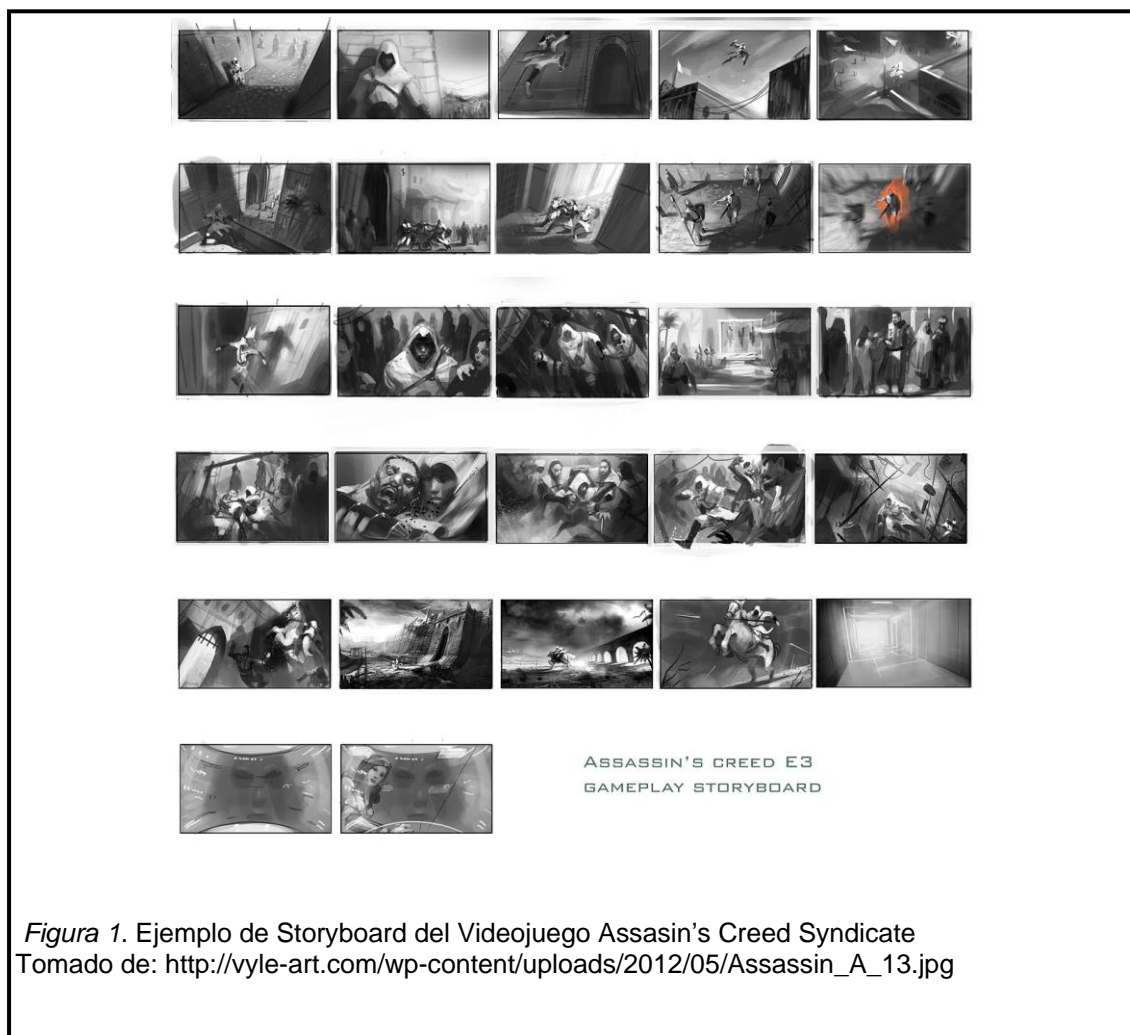 ASSASSIN'S CREED E3
GAMEPLAY STORYBOARD
Figura 1. Ejemplo de Storyboard del Videojuego Assasin’s Creed Syndicate
Tomado de: http://vyle-art.com/wp-content/uploads/2012/05/Assassin_A_13.jpg